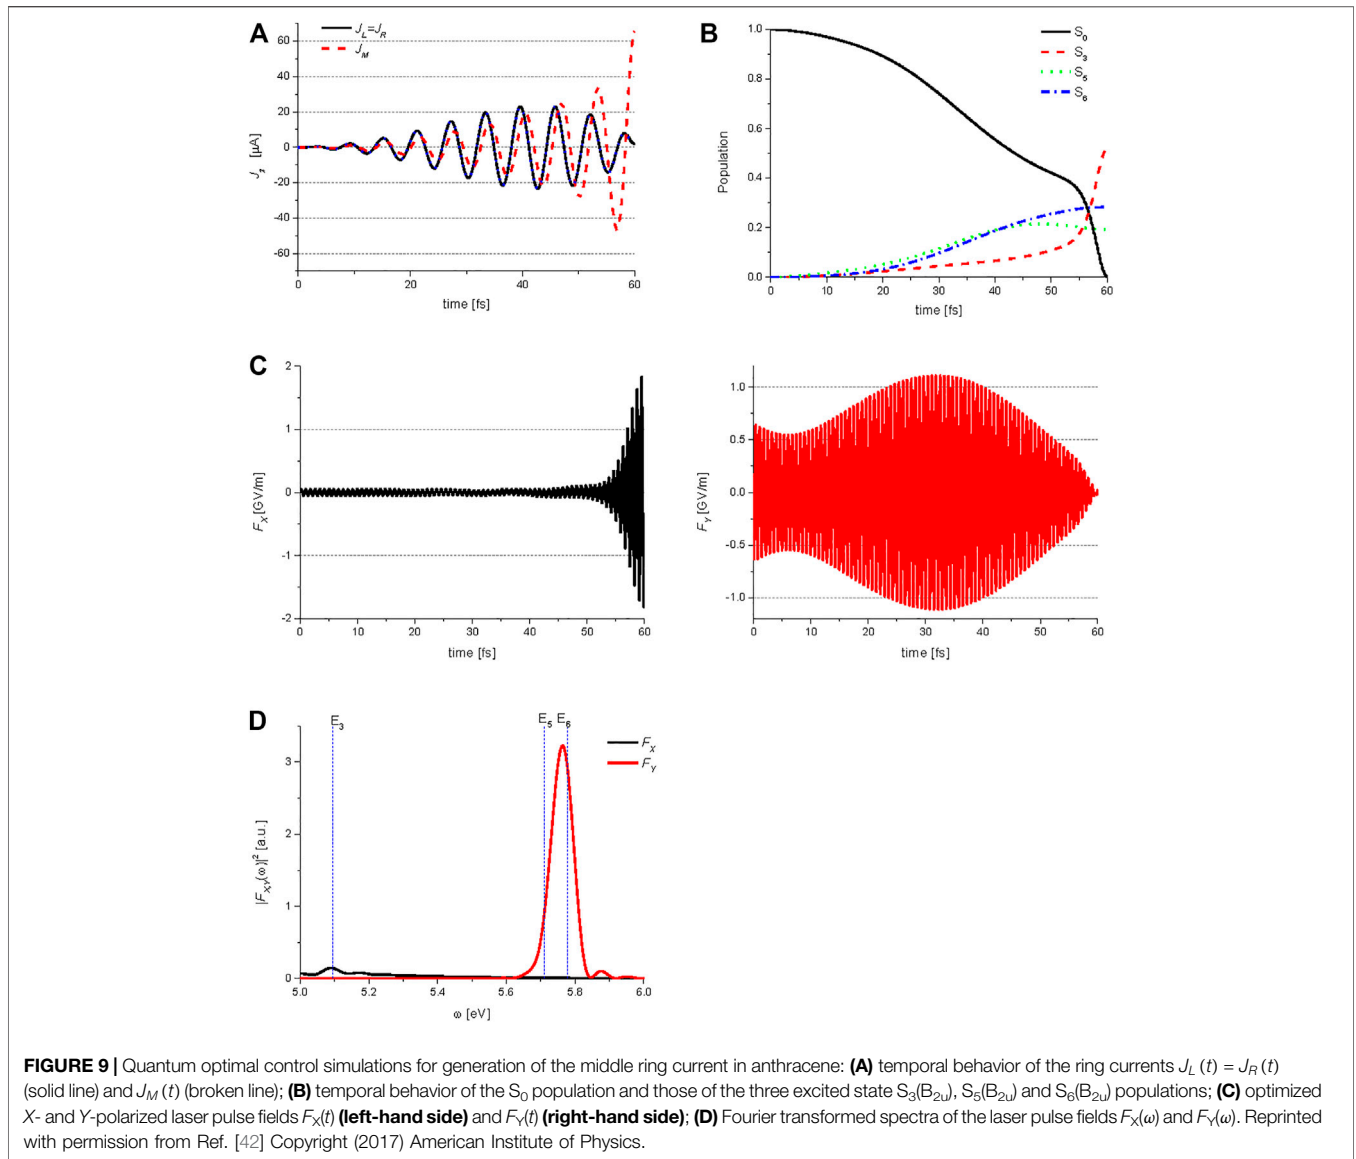 A
J_L=J_R
J_M
60
40
20
0
-20
-40
-60
J_z [µA]
0 20 40 60
time [fs]
B
S_0
S_3
S_5
S_6
1.0
0.8
0.6
0.4
0.2
0.0
Population
0 10 20 30 40 50 60
time [fs]
C
2
1
0
-1
-2
F_X [GV/m]
0 10 20 30 40 50 60
time [fs]
1.0
0.5
0.0
-0.5
-1.0
F_Y [GV/m]
0 10 20 30 40 50 60
time [fs]
D
E_3 E_5 E_6
F_X
F_Y
3
2
1
0
|F_{X,Y}(ω)|² [a.u.]
5.0 5.2 5.4 5.6 5.8 6.0
ω [eV]
FIGURE 9 | Quantum optimal control simulations for generation of the middle ring current in anthracene: (A) temporal behavior of the ring currents J_L (t) = J_R (t)
(solid line) and J_M (t) (broken line); (B) temporal behavior of the S_0 population and those of the three excited state S_3(B_{2u}), S_5(B_{2u}) and S_6(B_{2u}) populations; (C) optimized
X- and Y-polarized laser pulse fields F_X(t) (left-hand side) and F_Y(t) (right-hand side); (D) Fourier transformed spectra of the laser pulse fields F_X(ω) and F_Y(ω). Reprinted
with permission from Ref. [42] Copyright (2017) American Institute of Physics.